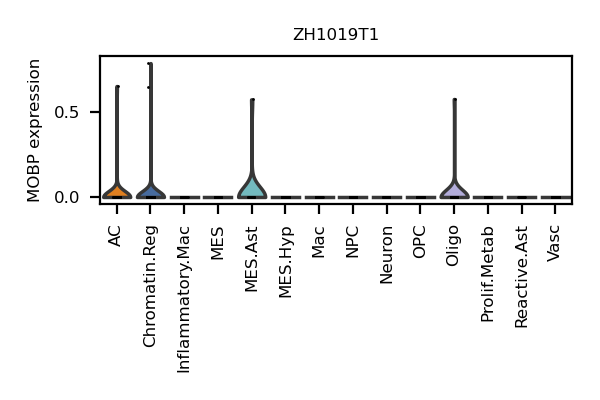 ZH1019T1
MOBP expression
0.5
0.0
AC
Chromatin.Reg
Inflammatory.Mac
MES
MES.Ast
MES.Hyp
Mac
NPC
Neuron
OPC
Oligo
Prolif.Metab
Reactive.Ast
Vasc